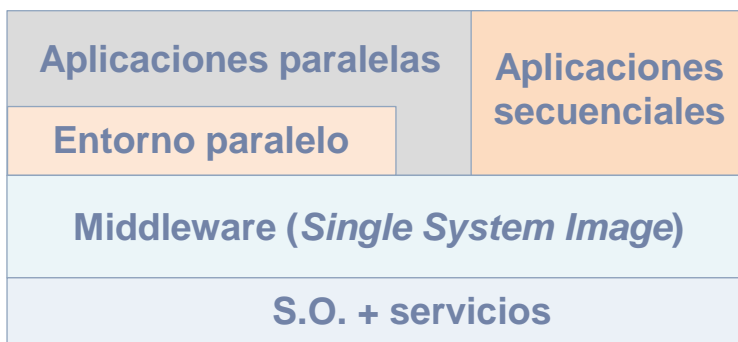 Aplicaciones paralelas
Aplicaciones
secuenciales
Entorno paralelo
Middleware (Single System Image)
S.O. + servicios